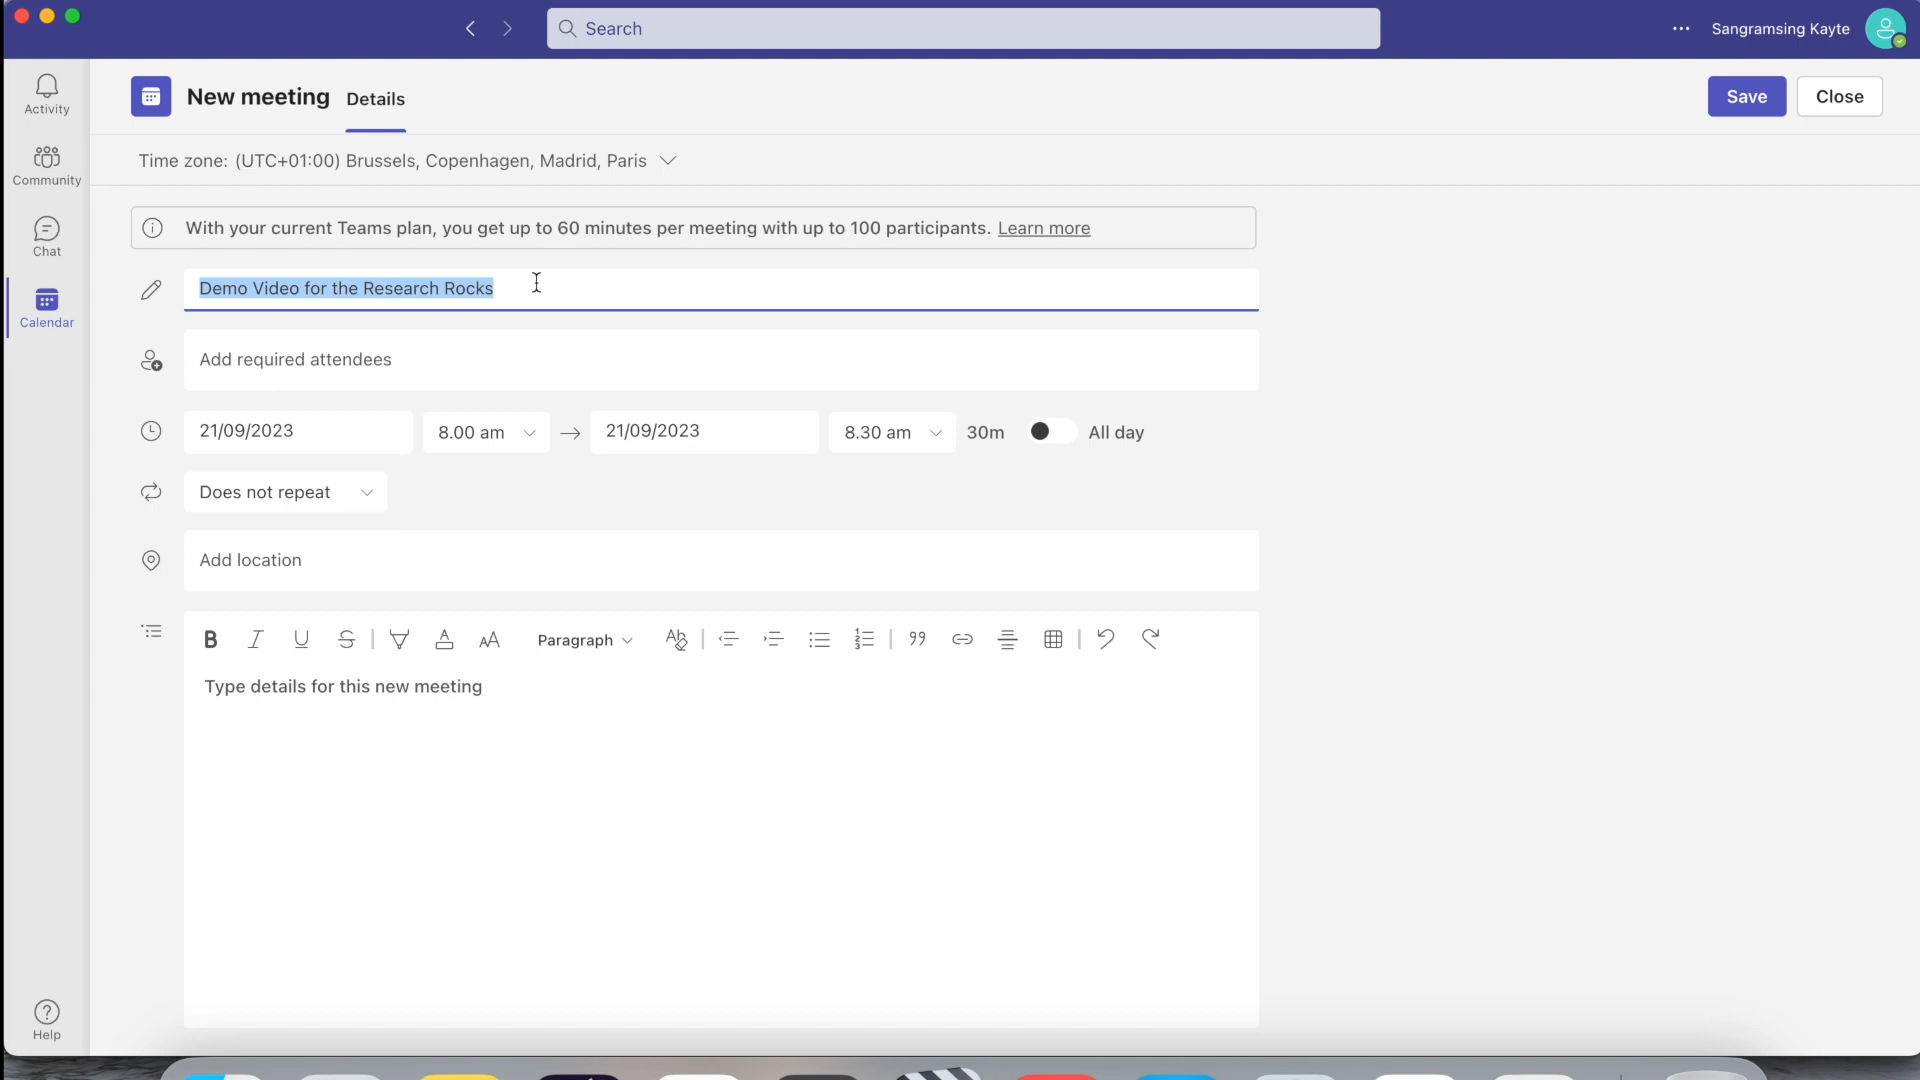 Search
Sangramsing Kayte
Activity
Community
Chat
Calendar
Help
New meeting
Details
Save
Close
Time zone: (UTC+01:00) Brussels, Copenhagen, Madrid, Paris
With your current Teams plan, you get up to 60 minutes per meeting with up to 100 participants. Learn more
Demo Video for the Research Rocks
Add required attendees
21/09/2023 8.00 am → 21/09/2023 8.30 am 30m All day
Does not repeat
Add location
Paragraph
Type details for this new meeting